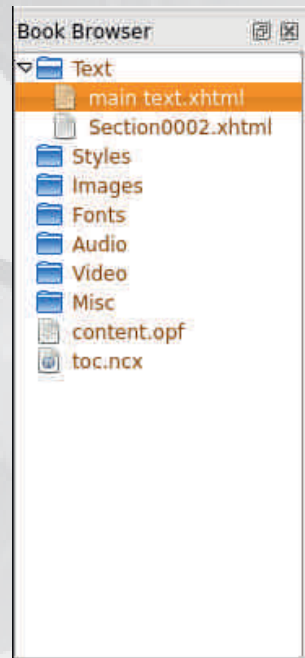 Book Browser
Text
main text.xhtml
Section0002.xhtml
Styles
Images
Fonts
Audio
Video
Misc
content.opf
toc.ncx